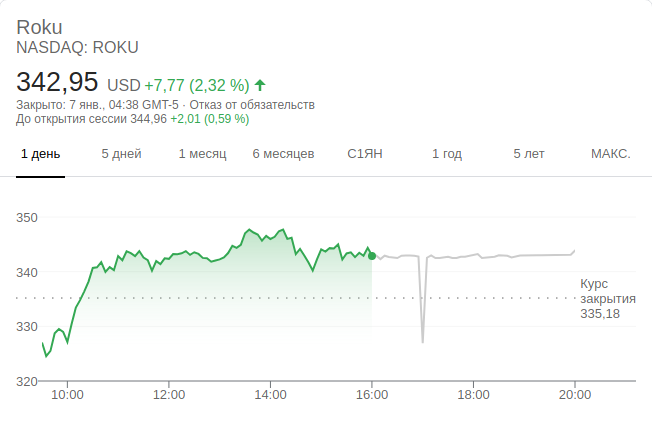 Roku
NASDAQ: ROKU
342,95 USD +7,77 (2,32 %)
Закрыто: 7 янв., 04:38 GMT-5 · Отказ от обязательств
До открытия сессии 344,96 +2,01 (0,59 %)
1 день 5 дней 1 месяц 6 месяцев С1ЯН 1 год 5 лет МАКС.
350
340
Курс
закрытия
335,18
330
320
10:00 12:00 14:00 16:00 18:00 20:00